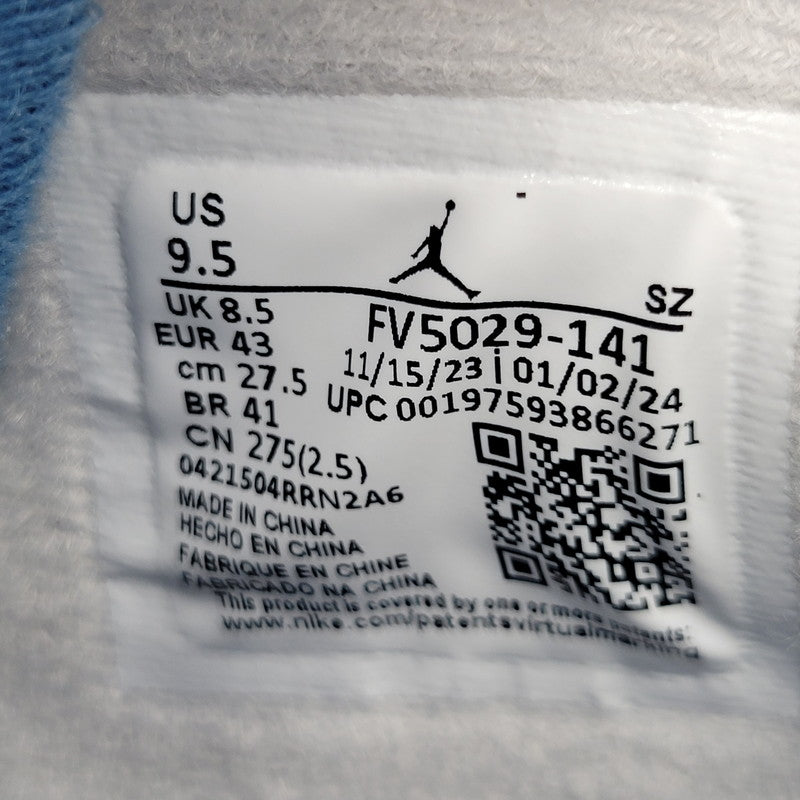 US
9.5
SZ
UK 8.5
EUR 43
cm 27.5
BR 41
CN 275(2.5)
0421504RRN2A6
MADE IN CHINA
HECHO EN CHINA
FABRIQUE EN CHINE
FABRICADO NA CHINA
FV5029-141
11/15/23 | 01/02/24
UPC 00197593866271
This product is covered by one or more patents:
www.nike.com/patentsvirtualmarking